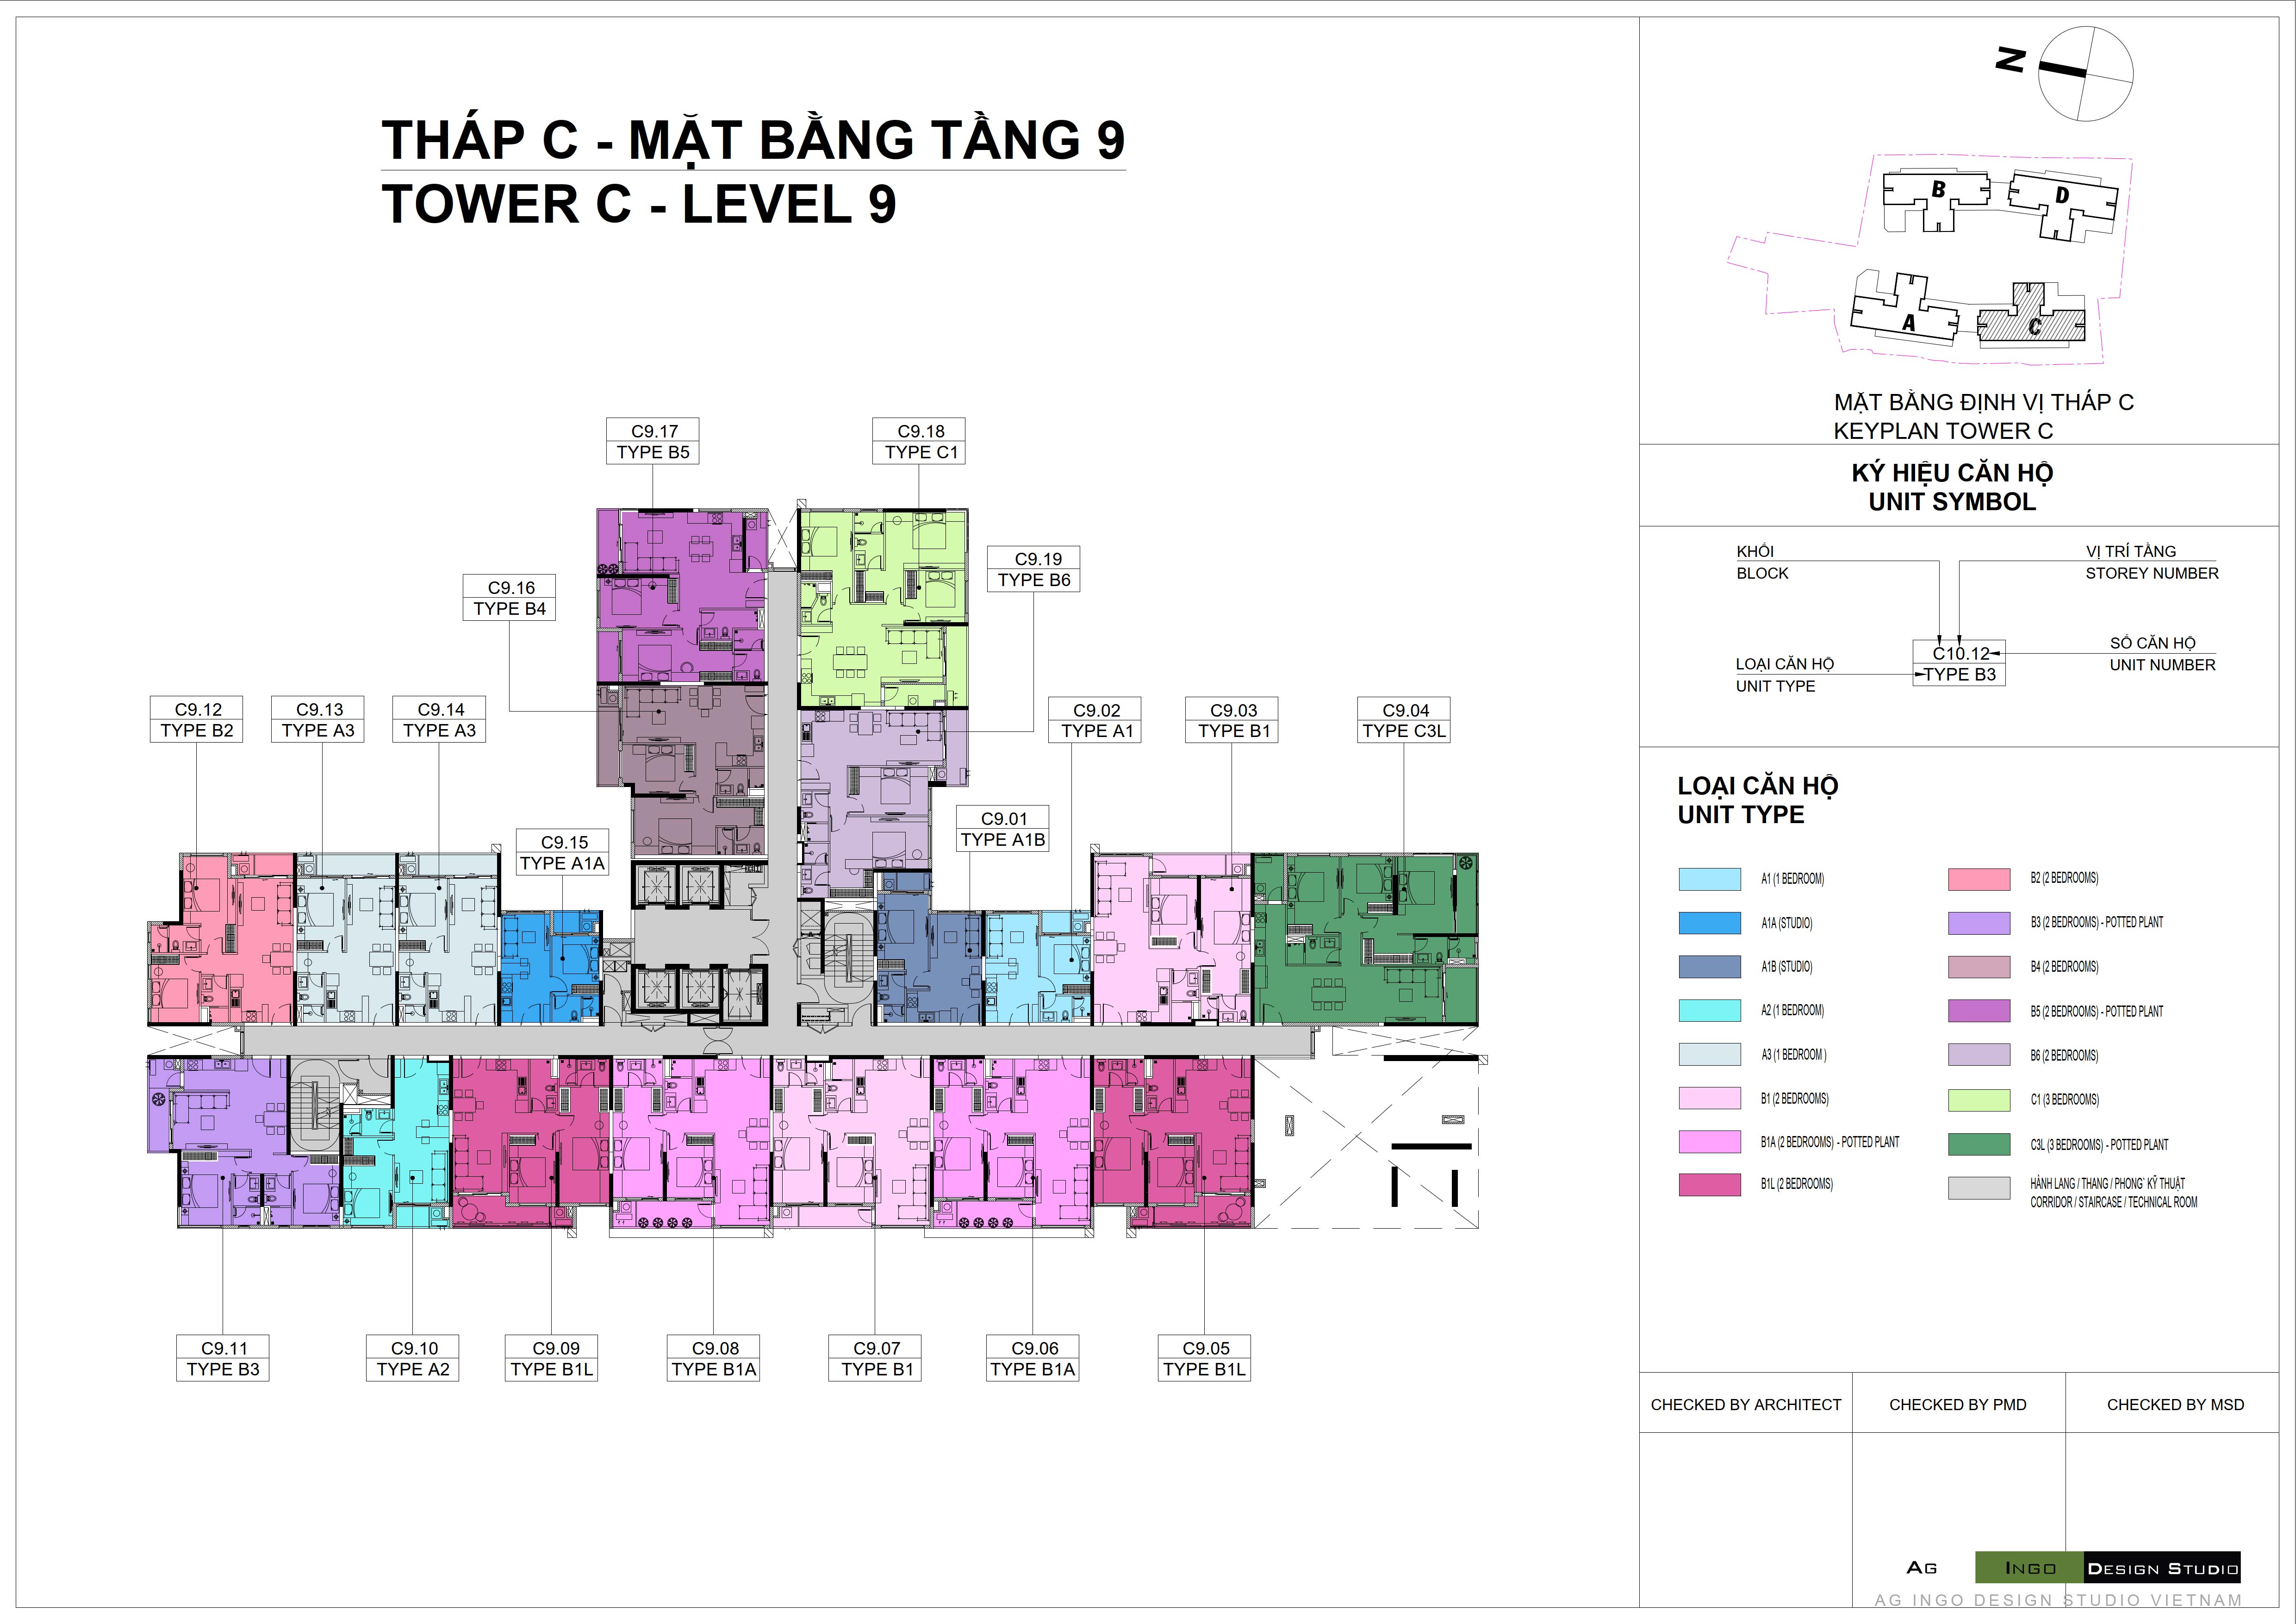 THÁP C - MẶT BẰNG TẦNG 9
TOWER C - LEVEL 9
N
B
D
A
C
MẶT BẰNG ĐỊNH VỊ THÁP C
KEYPLAN TOWER C
KÝ HIỆU CĂN HỘ
UNIT SYMBOL
KHỐI
BLOCK
VỊ TRÍ TẦNG
STOREY NUMBER
C10.12
TYPE B3
SỐ CĂN HỘ
UNIT NUMBER
LOẠI CĂN HỘ
UNIT TYPE
C9.17
TYPE B5
C9.18
TYPE C1
C9.19
TYPE B6
C9.16
TYPE B4
C9.12
TYPE B2
C9.13
TYPE A3
C9.14
TYPE A3
C9.02
TYPE A1
C9.03
TYPE B1
C9.04
TYPE C3L
C9.15
TYPE A1A
C9.01
TYPE A1B
C9.11
TYPE B3
C9.10
TYPE A2
C9.09
TYPE B1L
C9.08
TYPE B1A
C9.07
TYPE B1
C9.06
TYPE B1A
C9.05
TYPE B1L
LOẠI CĂN HỘ
UNIT TYPE
A1 (1 BEDROOM)
A1A (STUDIO)
A1B (STUDIO)
A2 (1 BEDROOM)
A3 (1 BEDROOM )
B1 (2 BEDROOMS)
B1A (2 BEDROOMS) - POTTED PLANT
B1L (2 BEDROOMS)
B2 (2 BEDROOMS)
B3 (2 BEDROOMS) - POTTED PLANT
B4 (2 BEDROOMS)
B5 (2 BEDROOMS) - POTTED PLANT
B6 (2 BEDROOMS)
C1 (3 BEDROOMS)
C3L (3 BEDROOMS) - POTTED PLANT
HÀNH LANG / THANG / PHONG` KỸ THUẬT
CORRIDOR / STAIRCASE / TECHNICAL ROOM
CHECKED BY ARCHITECT
CHECKED BY PMD
CHECKED BY MSD
AG INGO DESIGN STUDIO
AG INGO DESIGN STUDIO VIETNAM